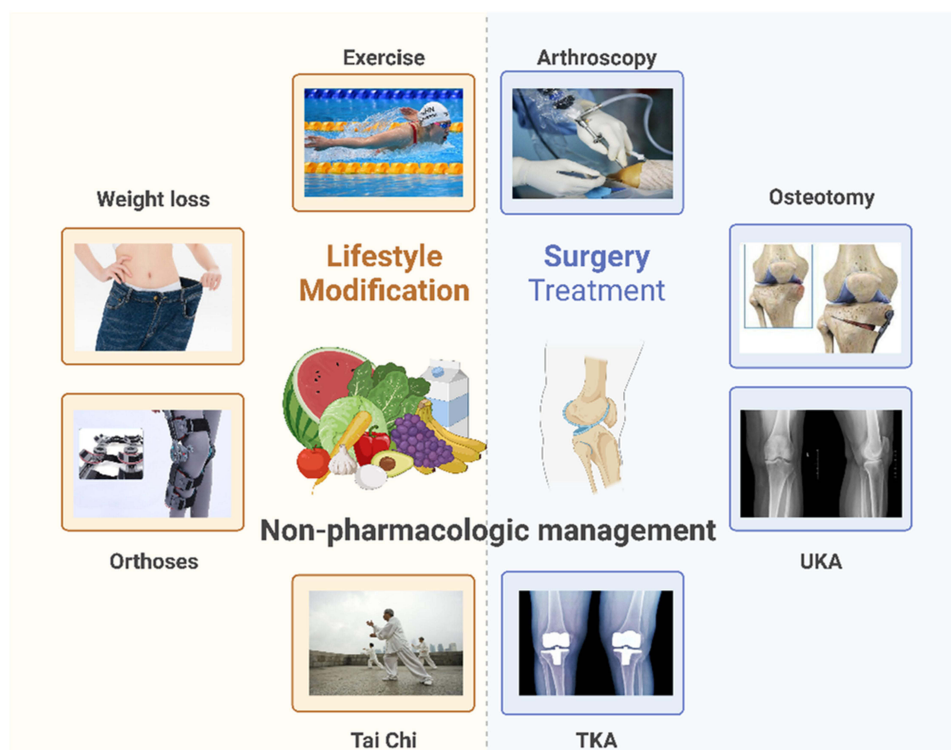 Exercise
Arthroscopy
Weight loss
Osteotomy
Lifestyle
Modification
Surgery
Treatment
Non-pharmacologic management
Orthoses
UKA
Tai Chi
TKA